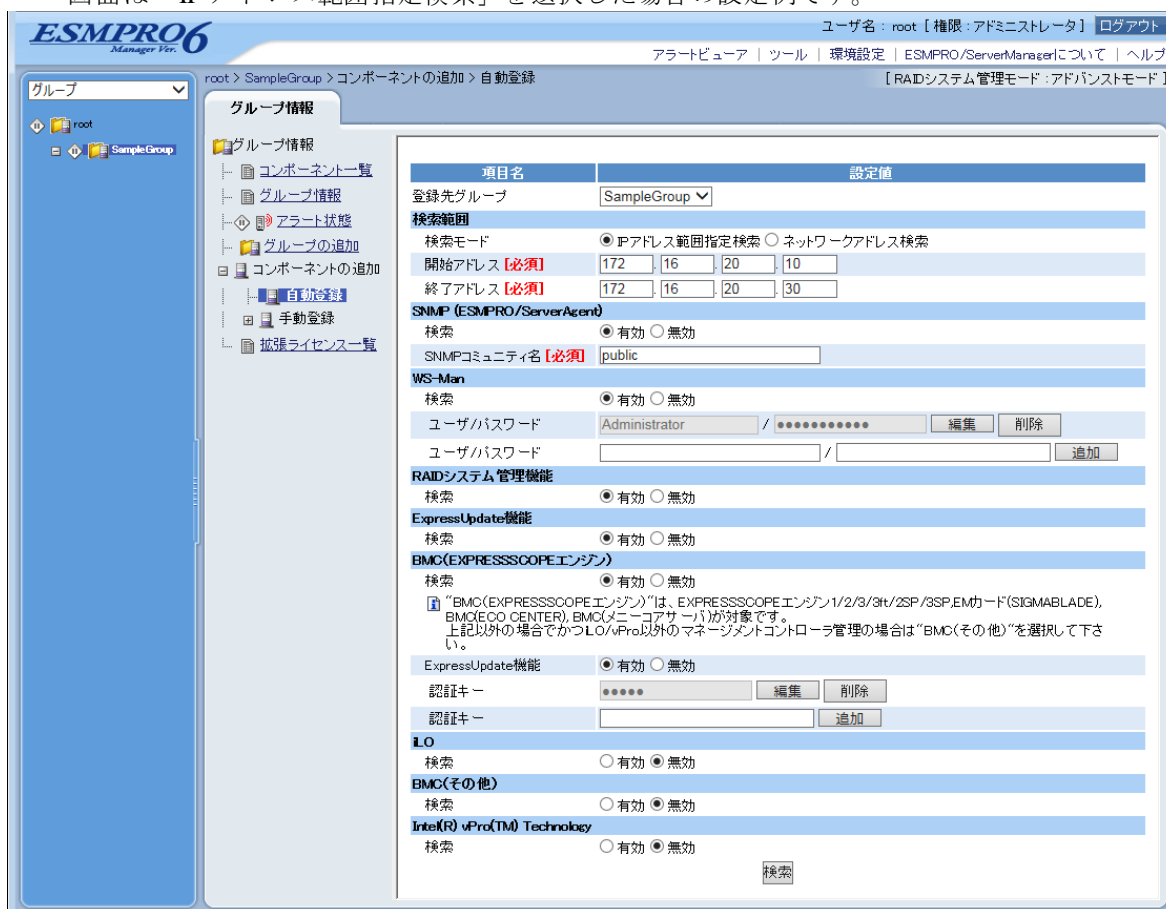 ESMPRO6
Manager Ver.
ユーザ名 : root [ 権限 : アドミニストレータ ] ログアウト
アラートビューア | ツール | 環境設定 | ESMPRO/ServerManagerについて | ヘルプ
グループ
root > SampleGroup > コンポーネントの追加 > 自動登録
[ RAIDシステム管理モード : アドバンストモード ]
グループ情報
root
SampleGroup
グループ情報
コンポーネント一覧
グループ情報
アラート状態
グループの追加
コンポーネントの追加
自動登録
手動登録
拡張ライセンス一覧
項目名 設定値
登録先グループ SampleGroup
検索範囲
検索モード IPアドレス範囲指定検索 ネットワークアドレス検索
開始アドレス [必須] 172 . 16 . 20 . 10
終了アドレス [必須] 172 . 16 . 20 . 30
SNMP (ESMPRO/ServerAgent)
検索 有効 無効
SNMPコミュニティ名 [必須] public
WS-Man
検索 有効 無効
ユーザ/パスワード Administrator / ●●●●●●●●●●● 編集 削除
ユーザ/パスワード / 追加
RAIDシステム管理機能
検索 有効 無効
ExpressUpdate機能
検索 有効 無効
BMC(EXPRESSSCOPEエンジン)
検索 有効 無効
"BMC(EXPRESSSCOPEエンジン)"は、EXPRESSSCOPEエンジン1/2/3/3ft/2SP/3SP,EMカード(SIGMABLADE),
BMC(ECO CENTER), BMC(メニーコアサーバ)が対象です。
上記以外の場合でかつiLO/vPro以外のマネージメントコントローラ管理の場合は"BMC(その他)"を選択して下さ
い。
ExpressUpdate機能 有効 無効
認証キー ●●●●● 編集 削除
認証キー 追加
iLO
検索 有効 無効
BMC(その他)
検索 有効 無効
Intel(R) vPro(TM) Technology
検索 有効 無効
検索